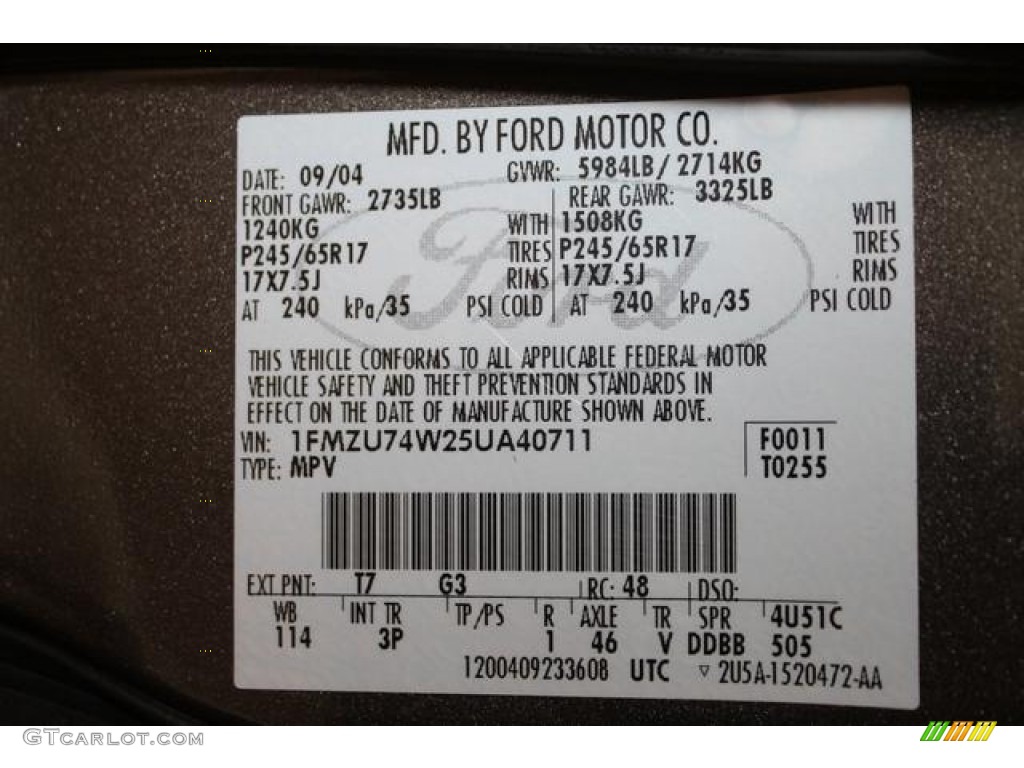 MFD. BY FORD MOTOR CO.
DATE: 09/04 GVWR: 5984LB/ 2714KG
FRONT GAWR: 2735LB REAR GAWR: 3325LB
1240KG WITH 1508KG WITH
P245/65R17 TIRES P245/65R17 TIRES
17X7.5J RIMS 17X7.5J RIMS
AT 240 kPa/35 PSI COLD AT 240 kPa/35 PSI COLD
Ford
THIS VEHICLE CONFORMS TO ALL APPLICABLE FEDERAL MOTOR
VEHICLE SAFETY AND THEFT PREVENTION STANDARDS IN
EFFECT ON THE DATE OF MANUFACTURE SHOWN ABOVE.
VIN: 1FMZU74W25UA40711 F0011
TYPE: MPV T0255
EXT PNT: T7 G3 RC: 48 DSO:
WB INT TR TP/PS R AXLE TR SPR 4U51C
114 3P 1 46 V DDBB 505
1200409233608 UTC ▽ 2U5A-1520472-AA
GTCarlot.com